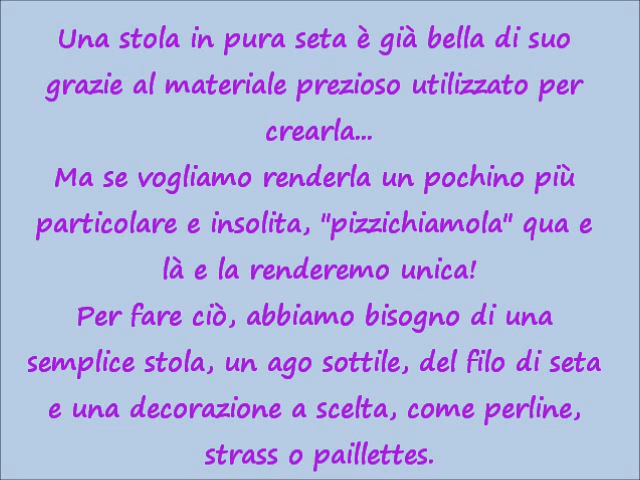 Una stola in pura seta è già bella di suo
grazie al materiale prezioso utilizzato per
crearla...
Ma se vogliamo renderla un pochino più
particolare e insolita, "pizzichiamola" qua e
là e la renderemo unica!
Per fare ciò, abbiamo bisogno di una
semplice stola, un ago sottile, del filo di seta
e una decorazione a scelta, come perline,
strass o paillettes.